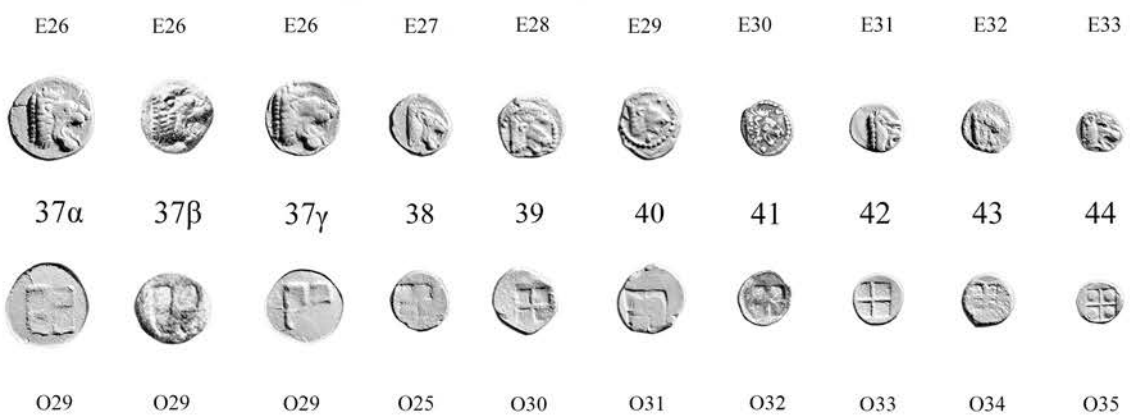 E26 E26 E26 E27 E28 E29 E30 E31 E32 E33
37α 37β 37γ 38 39 40 41 42 43 44
O29 O29 O29 O25 O30 O31 O32 O33 O34 O35